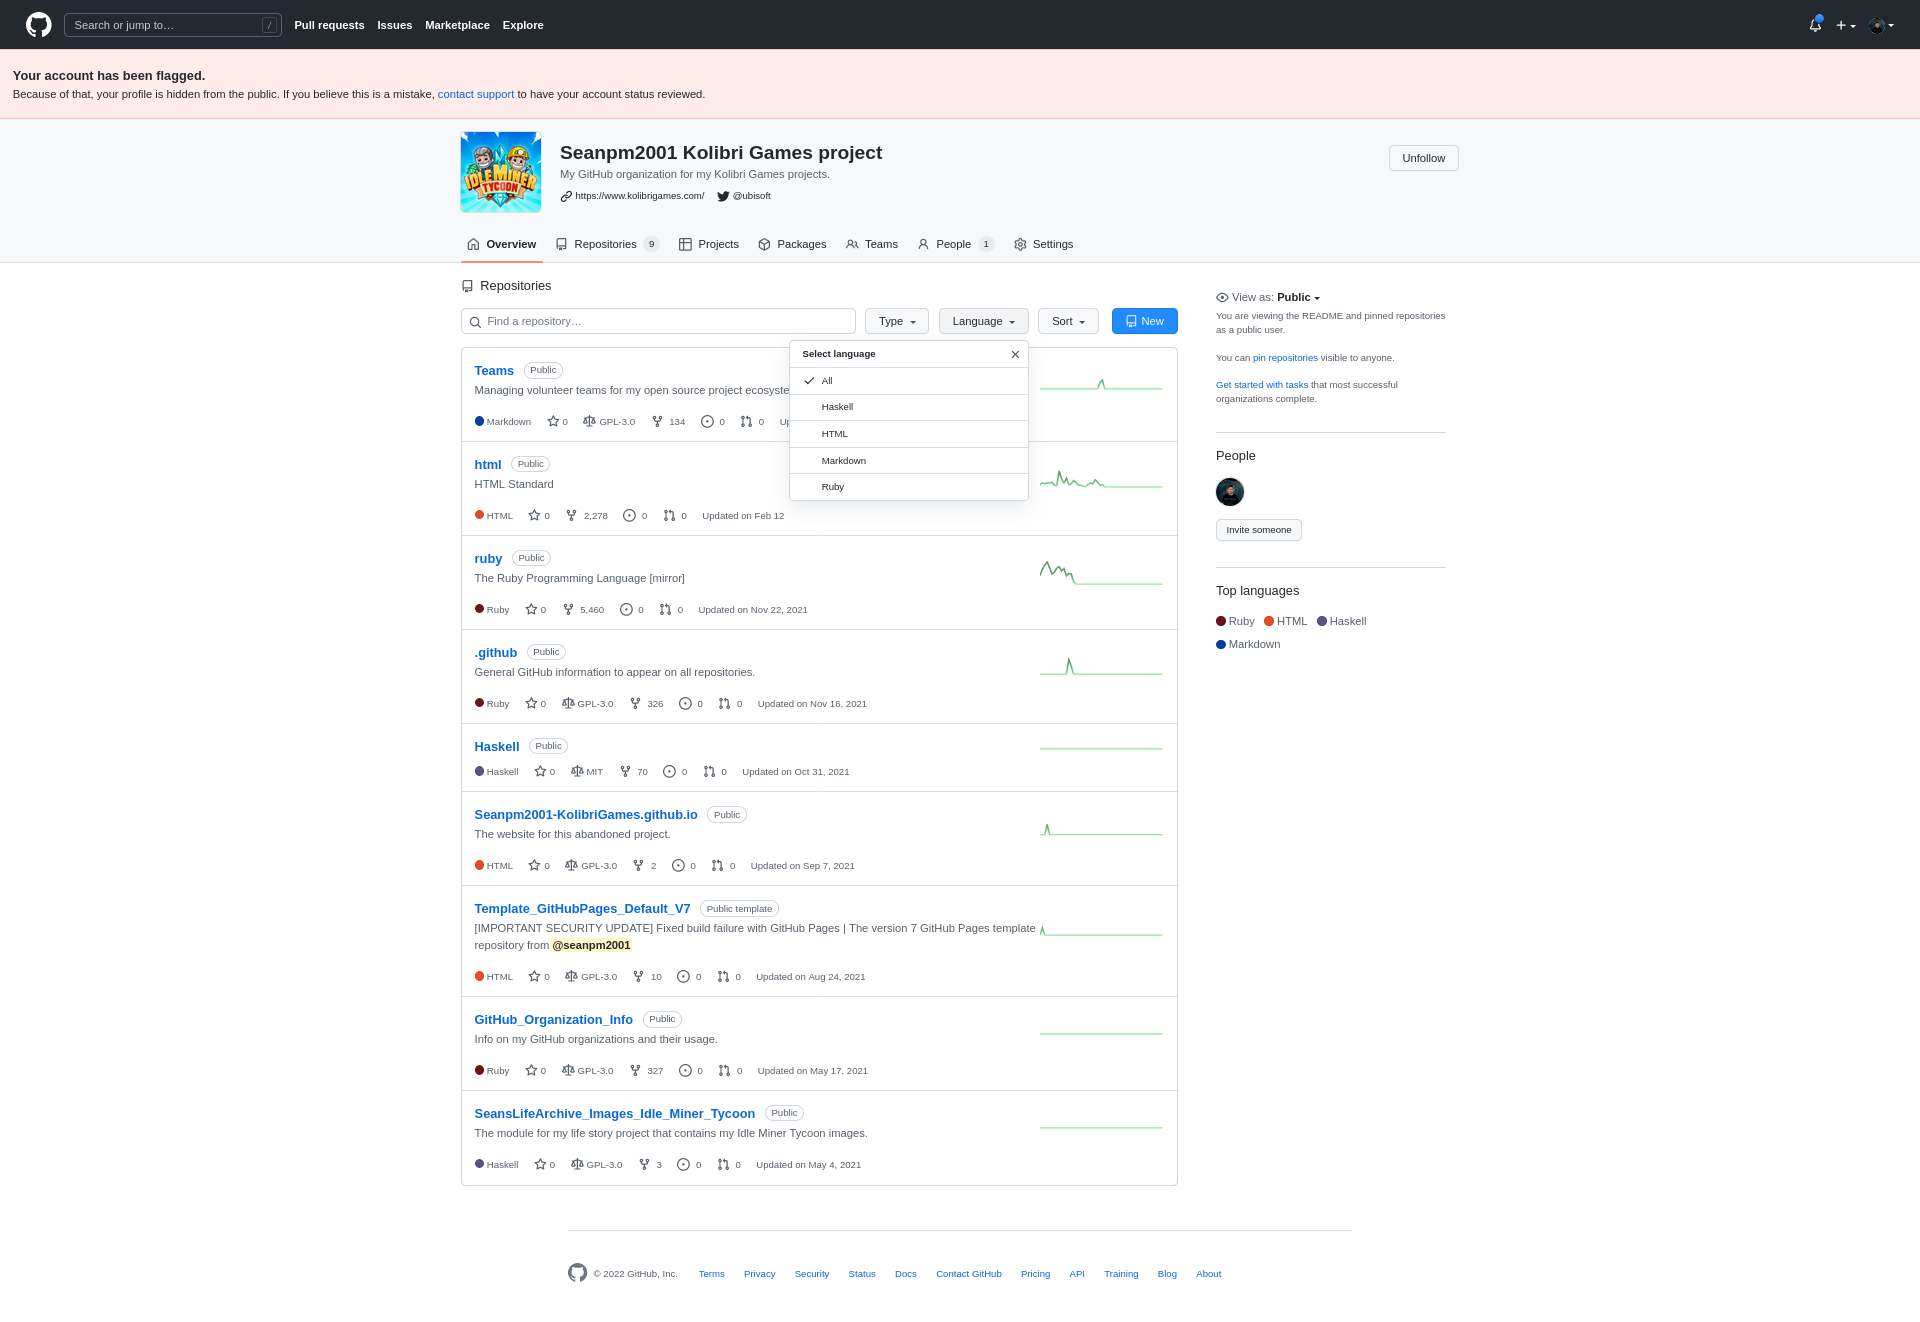 Search or jump to… /
Pull requests Issues Marketplace Explore
Your account has been flagged.
Because of that, your profile is hidden from the public. If you believe this is a mistake, contact support to have your account status reviewed.
IDLE MINER
TYCOON
Seanpm2001 Kolibri Games project
My GitHub organization for my Kolibri Games projects.
https://www.kolibrigames.com/ @ubisoft
Unfollow
Overview Repositories 9 Projects Packages Teams People 1 Settings
Repositories
Find a repository… Type Language Sort New
Select language
All
Haskell
HTML
Markdown
Ruby
Teams Public
Managing volunteer teams for my open source project ecosyste
Markdown 0 GPL-3.0 134 0 0
html Public
HTML Standard
HTML 0 2,278 0 0 Updated on Feb 12
ruby Public
The Ruby Programming Language [mirror]
Ruby 0 5,460 0 0 Updated on Nov 22, 2021
.github Public
General GitHub information to appear on all repositories.
Ruby 0 GPL-3.0 326 0 0 Updated on Nov 16, 2021
Haskell Public
Haskell 0 MIT 70 0 0 Updated on Oct 31, 2021
Seanpm2001-KolibriGames.github.io Public
The website for this abandoned project.
HTML 0 GPL-3.0 2 0 0 Updated on Sep 7, 2021
Template_GitHubPages_Default_V7 Public template
[IMPORTANT SECURITY UPDATE] Fixed build failure with GitHub Pages | The version 7 GitHub Pages template
repository from @seanpm2001
HTML 0 GPL-3.0 10 0 0 Updated on Aug 24, 2021
GitHub_Organization_Info Public
Info on my GitHub organizations and their usage.
Ruby 0 GPL-3.0 327 0 0 Updated on May 17, 2021
SeansLifeArchive_Images_Idle_Miner_Tycoon Public
The module for my life story project that contains my Idle Miner Tycoon images.
Haskell 0 GPL-3.0 3 0 0 Updated on May 4, 2021
View as: Public
You are viewing the README and pinned repositories
as a public user.
You can pin repositories visible to anyone.
Get started with tasks that most successful
organizations complete.
People
Invite someone
Top languages
Ruby HTML Haskell
Markdown
© 2022 GitHub, Inc. Terms Privacy Security Status Docs Contact GitHub Pricing API Training Blog About